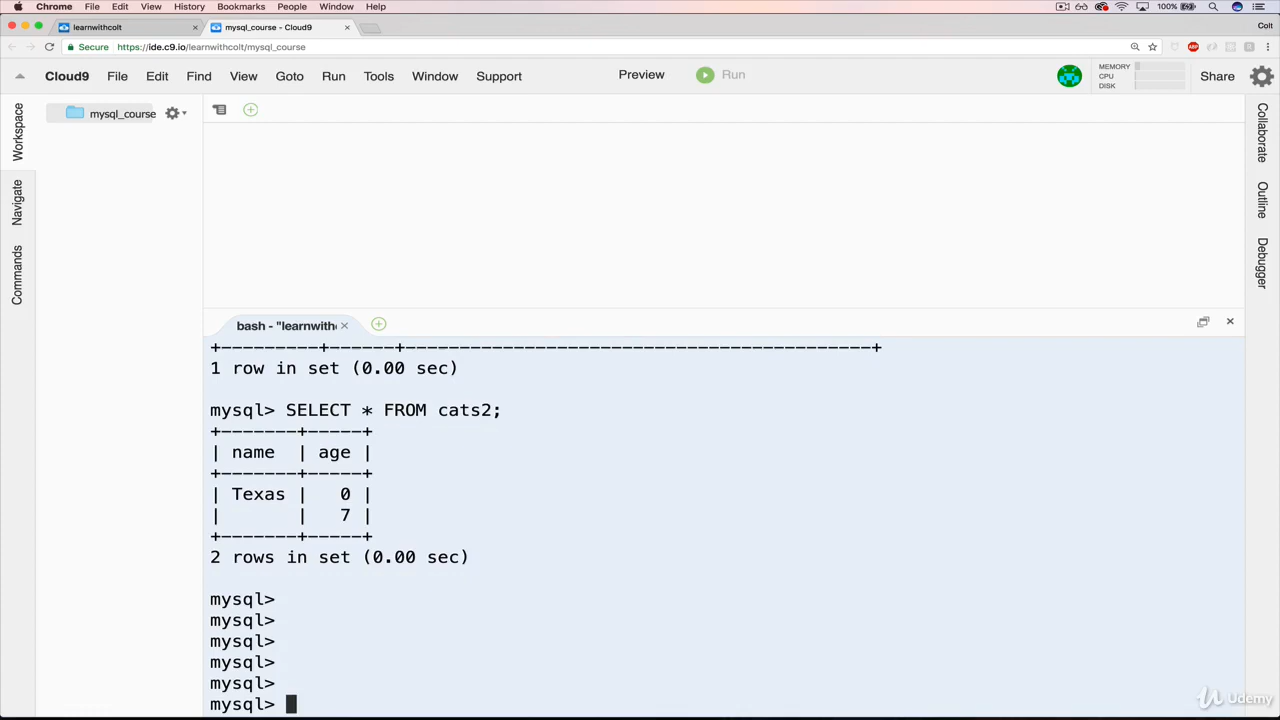 Chrome File Edit View History Bookmarks People Window Help 100% Colt
learnwithcolt
mysql_course - Cloud9
Colt
Secure https://ide.c9.io/learnwithcolt/mysql_course
ABP
Cloud9 File Edit Find View Goto Run Tools Window Support Preview Run MEMORY CPU DISK Share
Workspace
Navigate
Commands
mysql_course
Collaborate
Outline
Debugger
bash - "learnwith
+---------+------+--------------------------------------------+
1 row in set (0.00 sec)
mysql> SELECT * FROM cats2;
+-------+-----+
| name | age |
+-------+-----+
| Texas | 0 |
| | 7 |
+-------+-----+
2 rows in set (0.00 sec)
mysql>
mysql>
mysql>
mysql>
mysql>
mysql>
Udemy